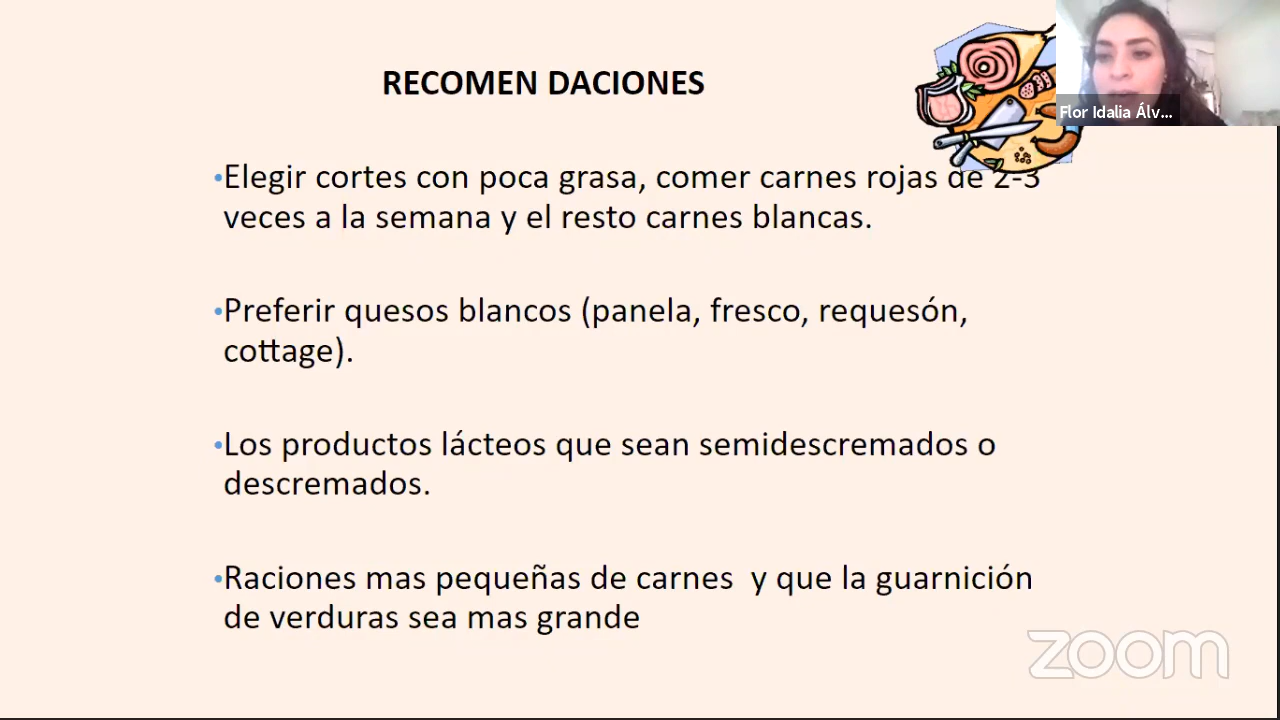 RECOMEN DACIONES
Flor Idalia Álv...
•Elegir cortes con poca grasa, comer carnes rojas de 2-3
veces a la semana y el resto carnes blancas.
•Preferir quesos blancos (panela, fresco, requesón,
cottage).
•Los productos lácteos que sean semidescremados o
descremados.
•Raciones mas pequeñas de carnes  y que la guarnición
de verduras sea mas grande
zoom